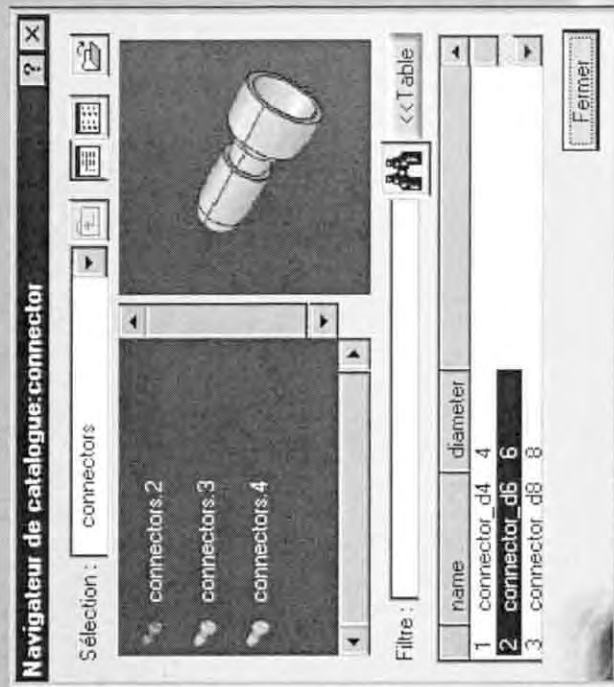 Navigateur de catalogue:connector ? ×
Sélection : connectors
connectors.2
connectors.3
connectors.4
Filtre : <<Table
name diameter
1 connector_d4 4
2 connector_d6 6
3 connector_d8 8
Fermer